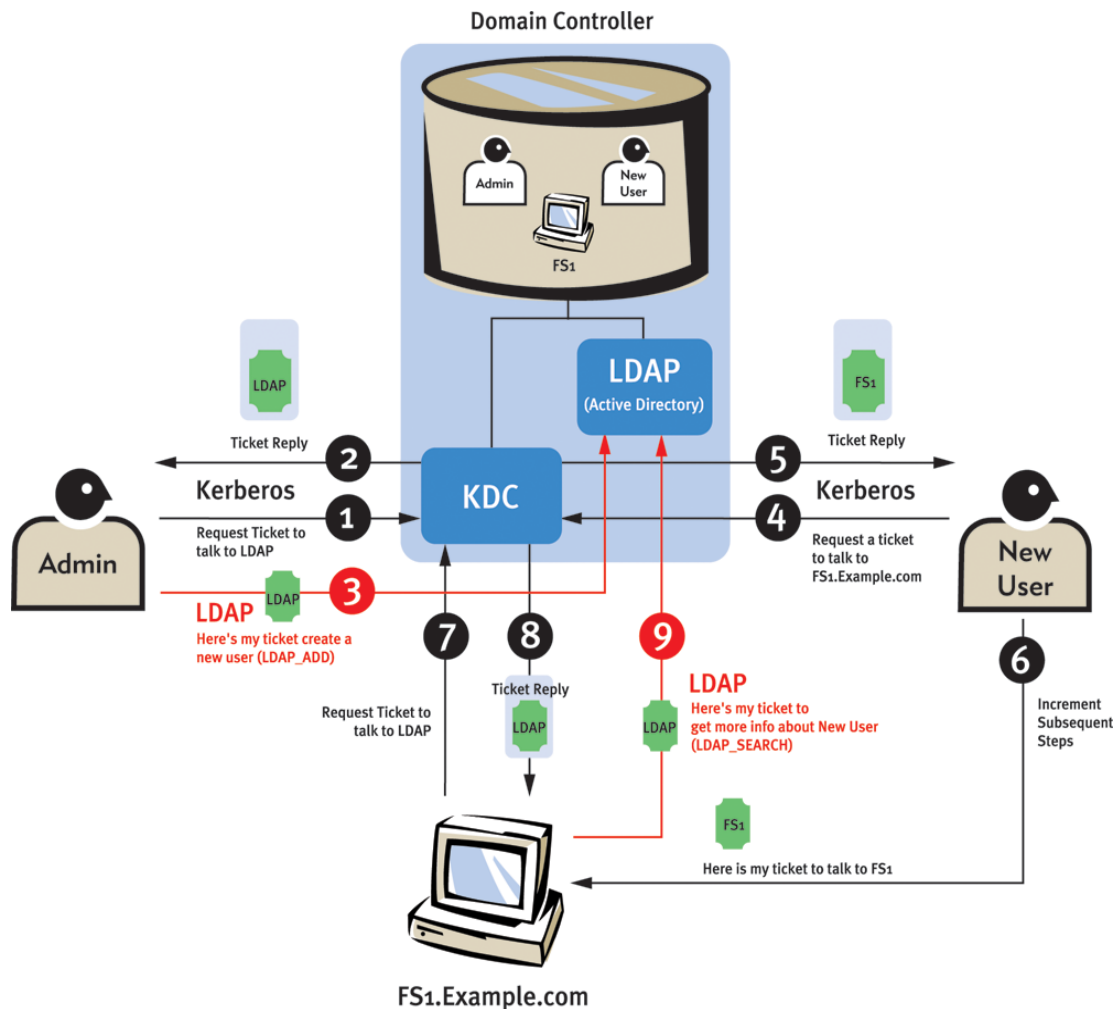 Domain Controller
Admin
New
User
FS1
LDAP
(Active Directory)
LDAP
Ticket Reply
2
Kerberos
1
Request Ticket to
talk to LDAP
Admin
LDAP
3
LDAP
Here's my ticket create a
new user (LDAP_ADD)
KDC
FS1
Ticket Reply
5
Kerberos
4
Request a ticket
to talk to
FS1.Example.com
New
User
6
Increment
Subsequent
Steps
7
Request Ticket to
talk to LDAP
8
Ticket Reply
LDAP
9
LDAP
LDAP
Here's my ticket to
get more info about New User
(LDAP_SEARCH)
FS1
Here is my ticket to talk to FS1
FS1.Example.com